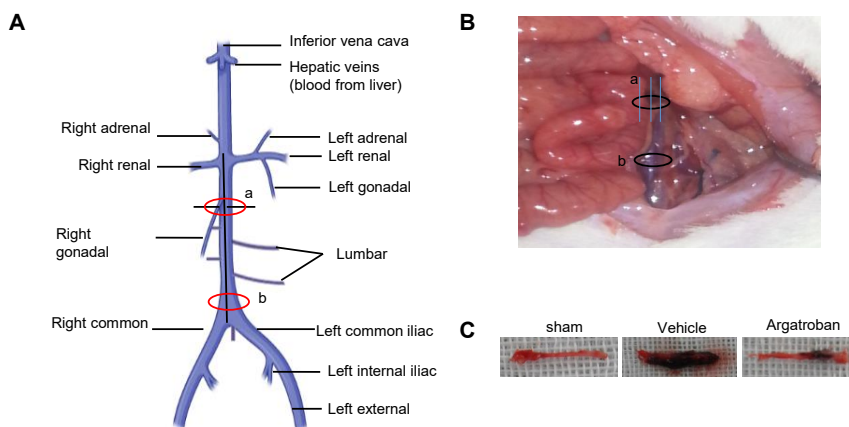 A
Inferior vena cava
Hepatic veins
(blood from liver)
Right adrenal
Left adrenal
Right renal
Left renal
Left gonadal
a
Right
gonadal
Lumbar
b
Right common
Left common iliac
Left internal iliac
Left external
B
a
b
C
sham
Vehicle
Argatroban